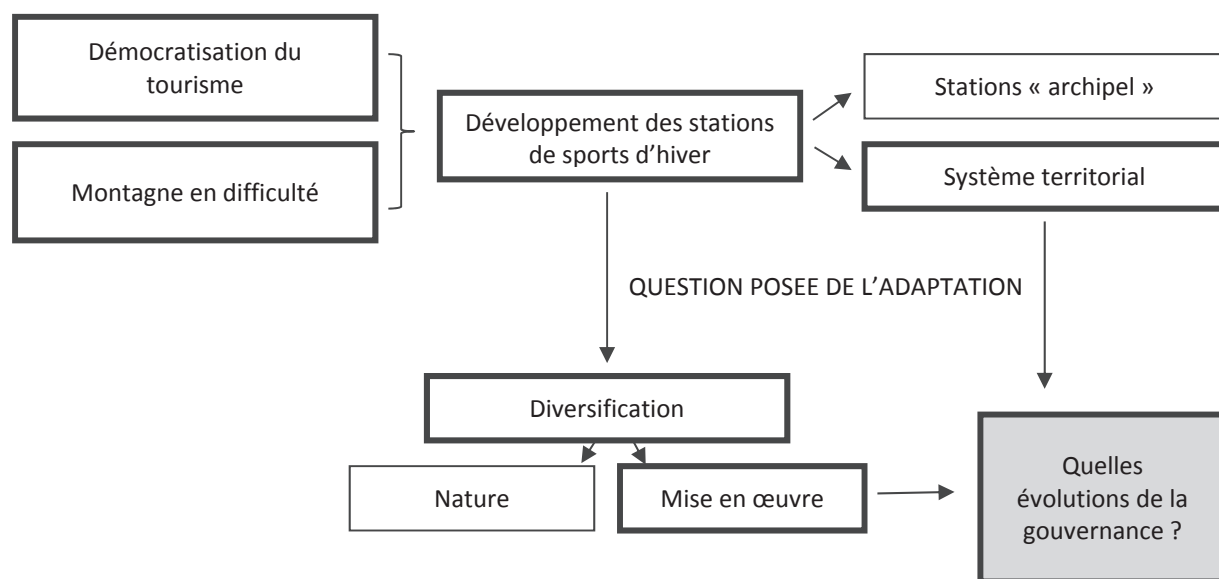 Démocratisation du
tourisme
Montagne en difficulté
Développement des stations
de sports d’hiver
Stations « archipel »
Système territorial
QUESTION POSEE DE L’ADAPTATION
Diversification
Nature
Mise en œuvre
Quelles
évolutions de la
gouvernance ?